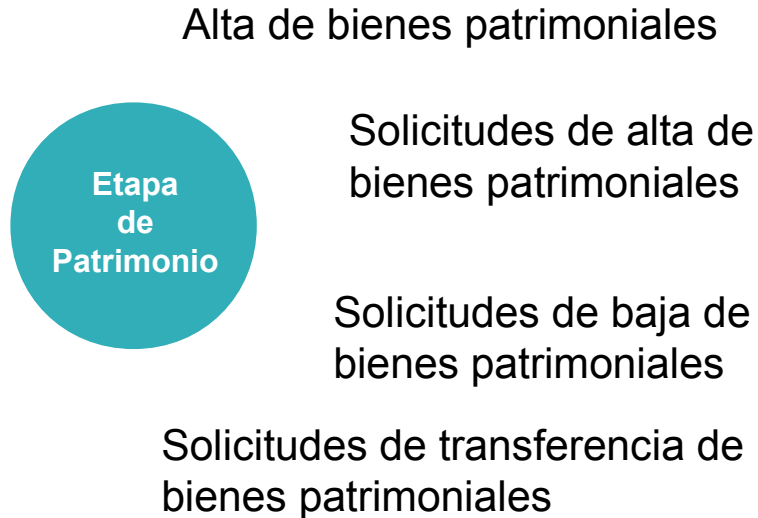 Alta de bienes patrimoniales
Solicitudes de alta de
bienes patrimoniales
Etapa
de
Patrimonio
Solicitudes de baja de
bienes patrimoniales
Solicitudes de transferencia de
bienes patrimoniales